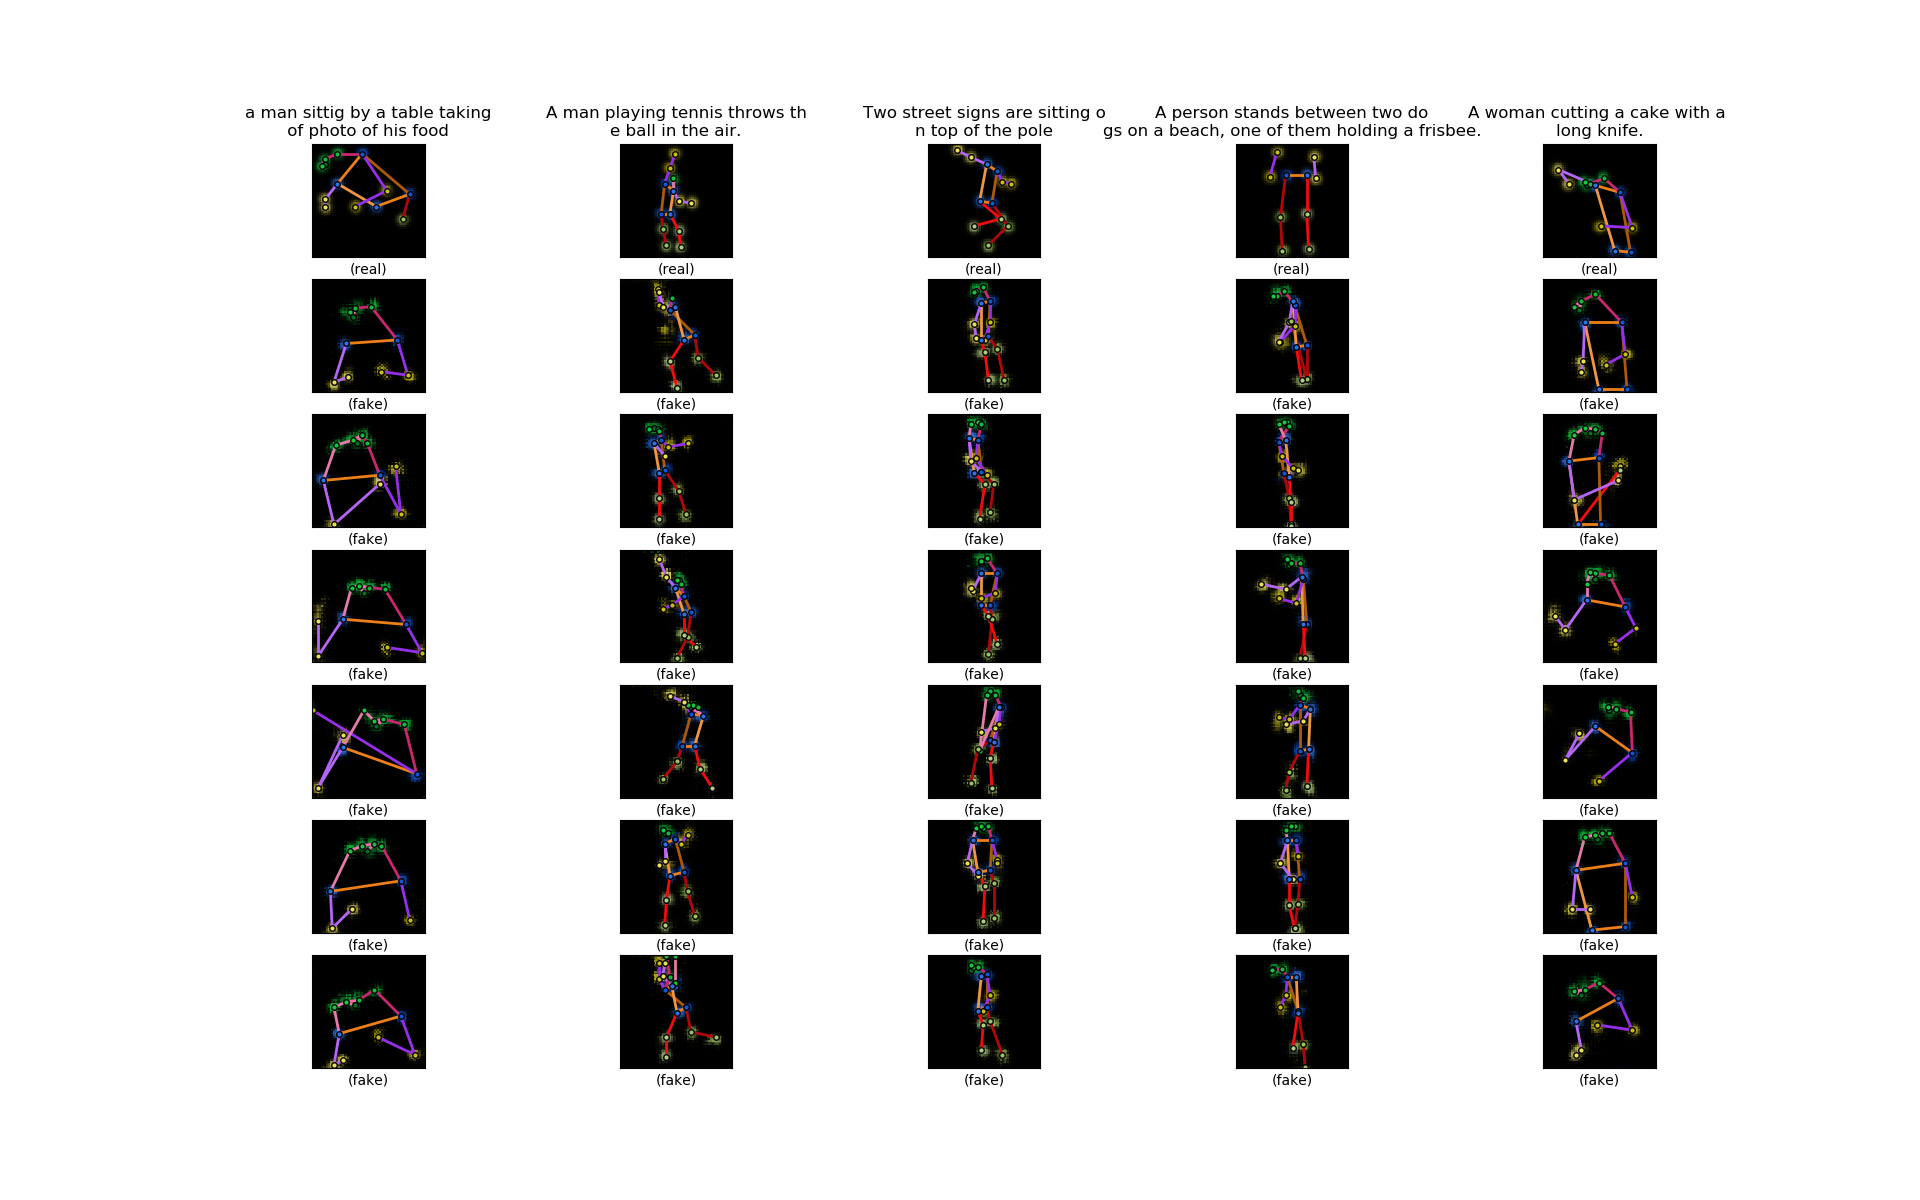 a man sittig by a table taking
of photo of his food
A man playing tennis throws th
e ball in the air.
Two street signs are sitting o
n top of the pole
A person stands between two do
gs on a beach, one of them holding a frisbee.
A woman cutting a cake with a
long knife.
(real) (real) (real) (real) (real)
(fake) (fake) (fake) (fake) (fake)
(fake) (fake) (fake) (fake) (fake)
(fake) (fake) (fake) (fake) (fake)
(fake) (fake) (fake) (fake) (fake)
(fake) (fake) (fake) (fake) (fake)
(fake) (fake) (fake) (fake) (fake)